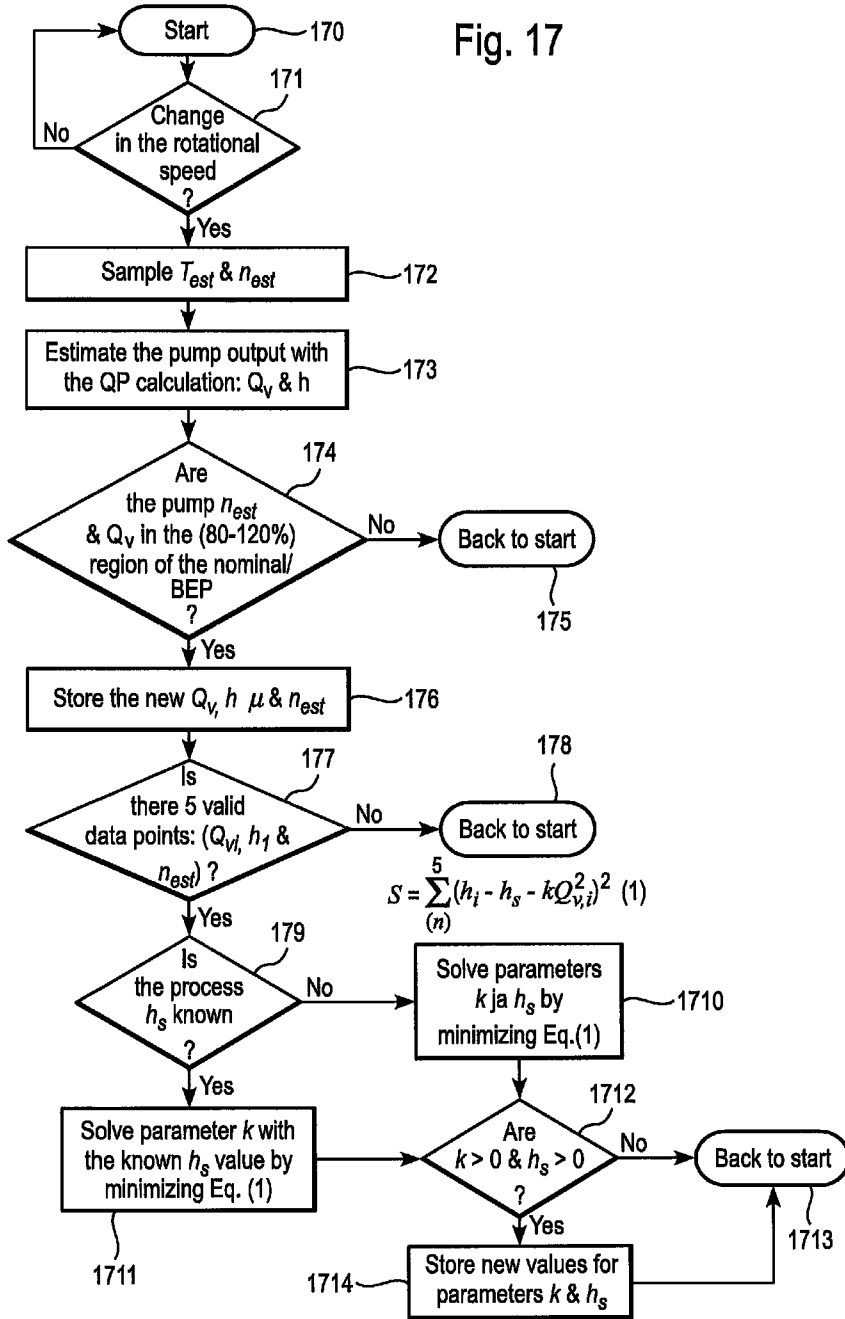 Fig. 17
Start
170
171
Change
in the rotational
speed
?
No
Yes
Sample T_est & n_est
172
Estimate the pump output with
the QP calculation: Q_v & h
173
174
Are
the pump n_est
& Q_v in the (80-120%)
region of the nominal/
BEP
?
No
Back to start
175
Yes
Store the new Q_v, h μ & n_est
176
177
Is
there 5 valid
data points: (Q_vi, h_1 &
n_est) ?
No
178
Back to start
S = 5∑(n) (h_i - h_s - kQ²_v,i)² (1)
Yes
179
Is
the process
h_s known
?
No
Solve parameters
k ja h_s by
minimizing Eq.(1)
1710
Yes
Solve parameter k with
the known h_s value by
minimizing Eq. (1)
1711
1712
Are
k > 0 & h_s > 0
?
No
Back to start
1713
Yes
Store new values for
parameters k & h_s
1714